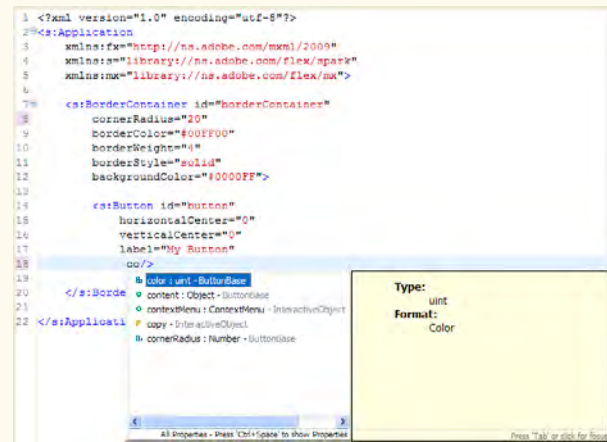 1 <?xml version="1.0" encoding="utf-8"?>
2 <s:Application
3 xmlns:fx="http://ns.adobe.com/mxml/2009"
4 xmlns:s="library://ns.adobe.com/flex/spark"
5 xmlns:mx="library://ns.adobe.com/flex/mx">
6
7 <s:BorderContainer id="borderContainer"
8 cornerRadius="20"
9 borderColor="#00FF00"
10 borderWeight="4"
11 borderStyle="solid"
12 backgroundColor="#0000FF">
13
14 <s:Button id="button"
15 horizontalCenter="0"
16 verticalCenter="0"
17 label="My Button"
18 co/>
19
20 </s:Borde
21
22 </s:Applicati
color : uint - ButtonBase
content : Object - ButtonBase
contextMenu : ContextMenu - InteractiveObject
copy - InteractiveObject
cornerRadius : Number - ButtonBase
All Properties - Press 'Ctrl+Space' to show Properties
Type:
uint
Format:
Color
Press 'Tab' or click for focus